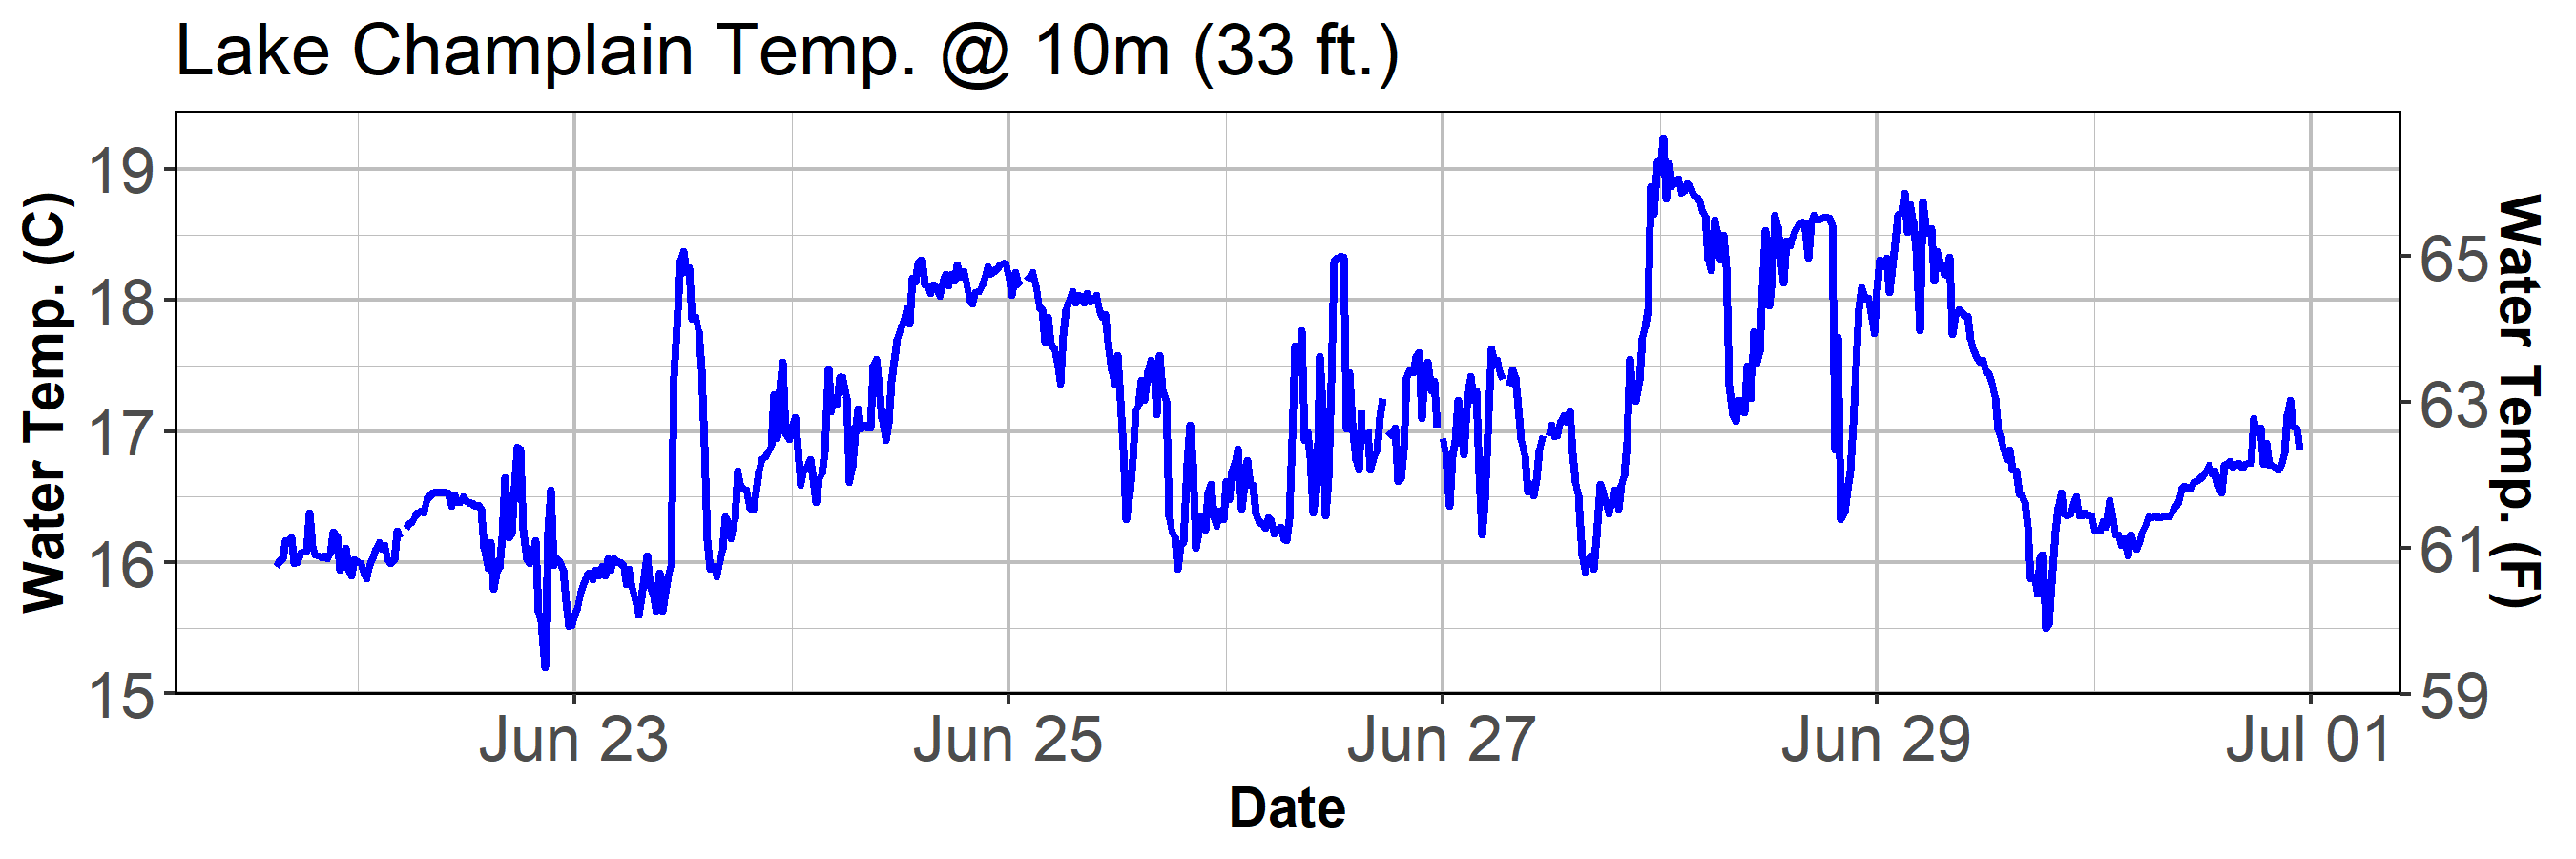 Lake Champlain Temp. @ 10m (33 ft.)
Water Temp. (C)
19
18
17
16
15
65
63
61
59
Water Temp. (F)
Jun 23 Jun 25 Jun 27 Jun 29 Jul 01
Date